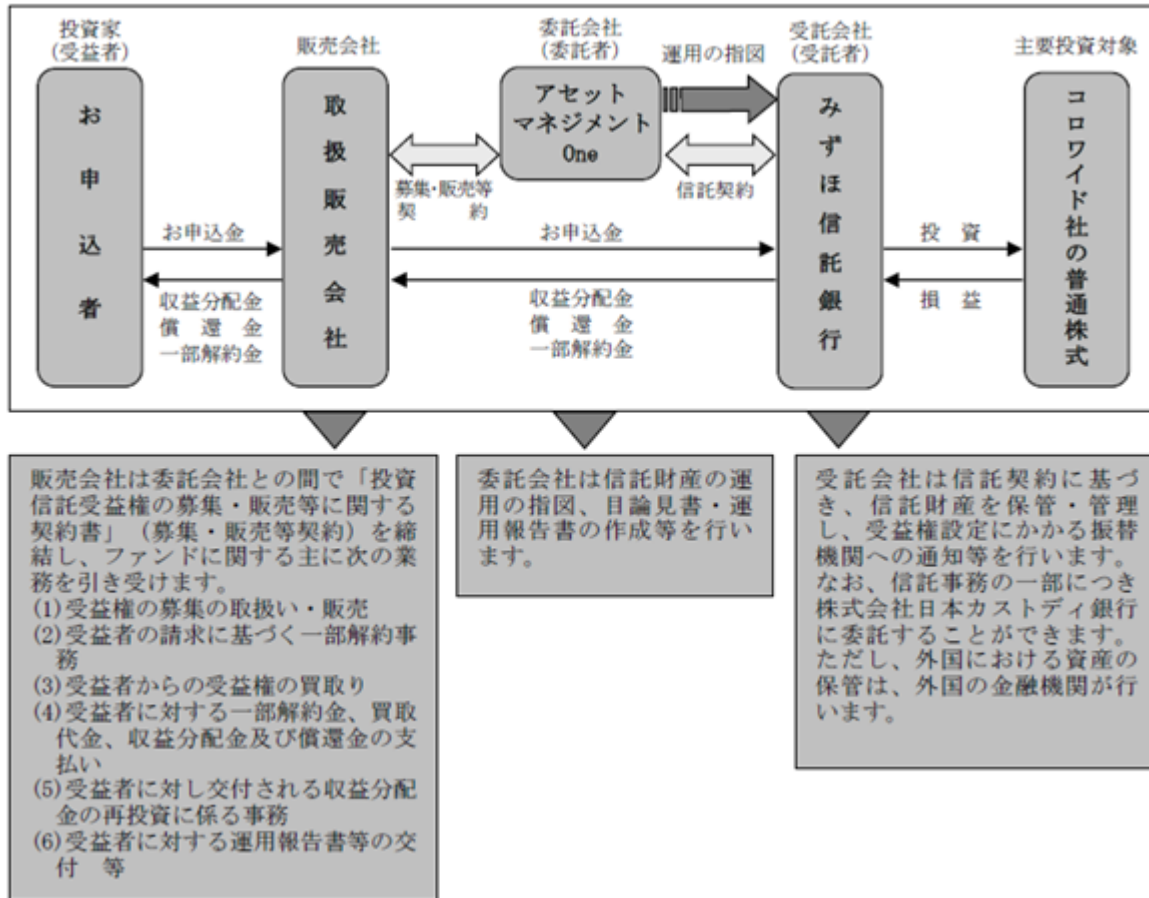 投資家
(受益者)
販売会社
委託会社
(委託者)
運用の指図
受託会社
(受託者)
主要投資対象
お申込者
取扱販売会社
アセット
マネジメント
One
みずほ信託銀行
コロワイド社の普通株式
募集・販売等
契　　約
信託契約
お申込金
お申込金
投　資
収益分配金
償　還　金
一部解約金
収益分配金
償　還　金
一部解約金
損　益
販売会社は委託会社との間で「投資
信託受益権の募集・販売等に関する
契約書」（募集・販売等契約）を締
結し、ファンドに関する主に次の業
務を引き受けます。
(1)受益権の募集の取扱い・販売
(2)受益者の請求に基づく一部解約事
務
(3)受益者からの受益権の買取り
(4)受益者に対する一部解約金、買取
代金、収益分配金及び償還金の支
払い
(5)受益者に対し交付される収益分配
金の再投資に係る事務
(6)受益者に対する運用報告書等の交
付　等
委託会社は信託財産の運
用の指図、目論見書・運
用報告書の作成等を行い
ます。
受託会社は信託契約に基づ
き、信託財産を保管・管理
し、受益権設定にかかる振替
機関への通知等を行います。
なお、信託事務の一部につき
株式会社日本カストディ銀行
に委託することができます。
ただし、外国における資産の
保管は、外国の金融機関が行
います。